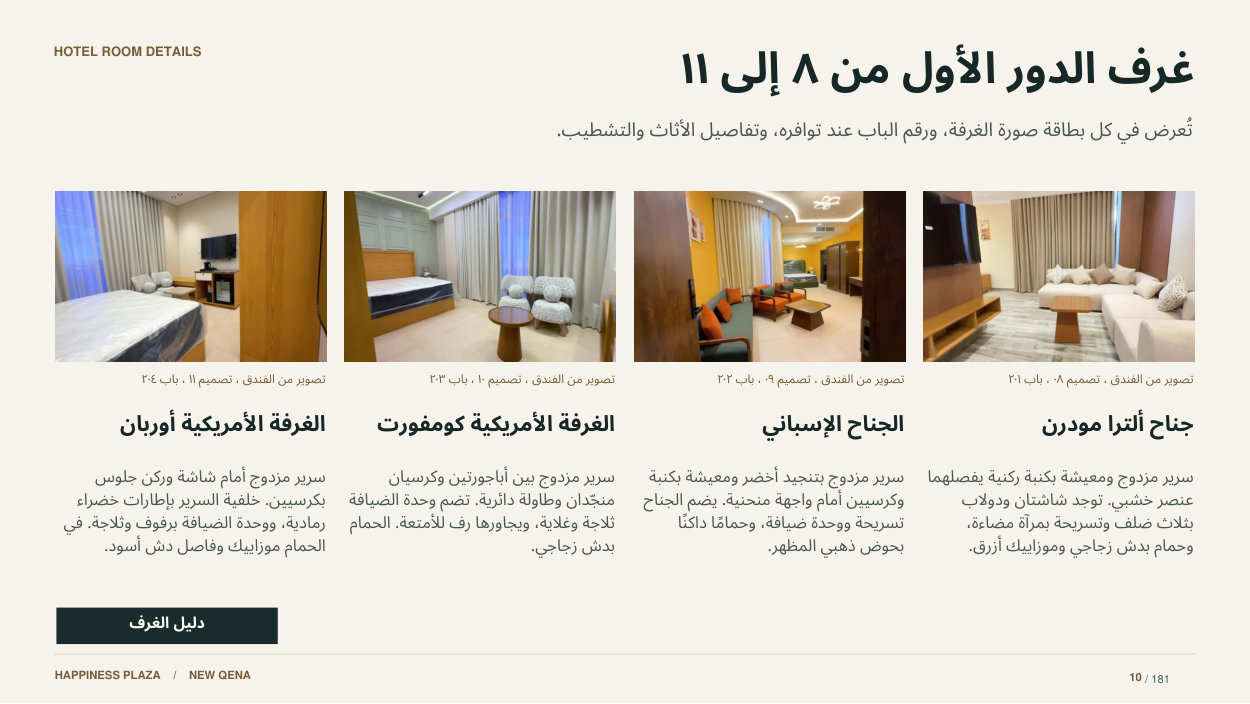 HOTEL ROOM DETAILS
غرف الدور الأول من ٨ إلى ١١
تُعرض في كل بطاقة صورة الغرفة، ورقم الباب عند توافره، وتفاصيل الأثاث والتشطيب.
تصوير من الفندق ، تصميم ٠٨ ، باب ٢٠١
جناح ألترا مودرن
سرير مزدوج ومعيشة بكنبة ركنية يفصلهما
عنصر خشبي. توجد شاشتان ودولاب
بثلاث ضلف وتسريحة بمرآة مضاءة،
وحمام بدش زجاجي وموزاييك أزرق.
تصوير من الفندق ، تصميم ٠٩ ، باب ٢٠٢
الجناح الإسباني
سرير مزدوج بتنجيد أخضر ومعيشة بكنبة
وكرسيين أمام واجهة منحنية. يضم الجناح
تسريحة ووحدة ضيافة، وحمامًا داكنًا
بحوض ذهبي المظهر.
تصوير من الفندق ، تصميم ١٠ ، باب ٢٠٣
الغرفة الأمريكية كومفورت
سرير مزدوج بين أباجورتين وكرسيان
منجّدان وطاولة دائرية. تضم وحدة الضيافة
ثلاجة وغلاية، ويجاورها رف للأمتعة. الحمام
بدش زجاجي.
تصوير من الفندق ، تصميم ١١ ، باب ٢٠٤
الغرفة الأمريكية أوربان
سرير مزدوج أمام شاشة وركن جلوس
بكرسيين. خلفية السرير بإطارات خضراء
رمادية، ووحدة الضيافة برفوف وثلاجة. في
الحمام موزاييك وفاصل دش أسود.
دليل الغرف
HAPPINESS PLAZA / NEW QENA
10 / 181